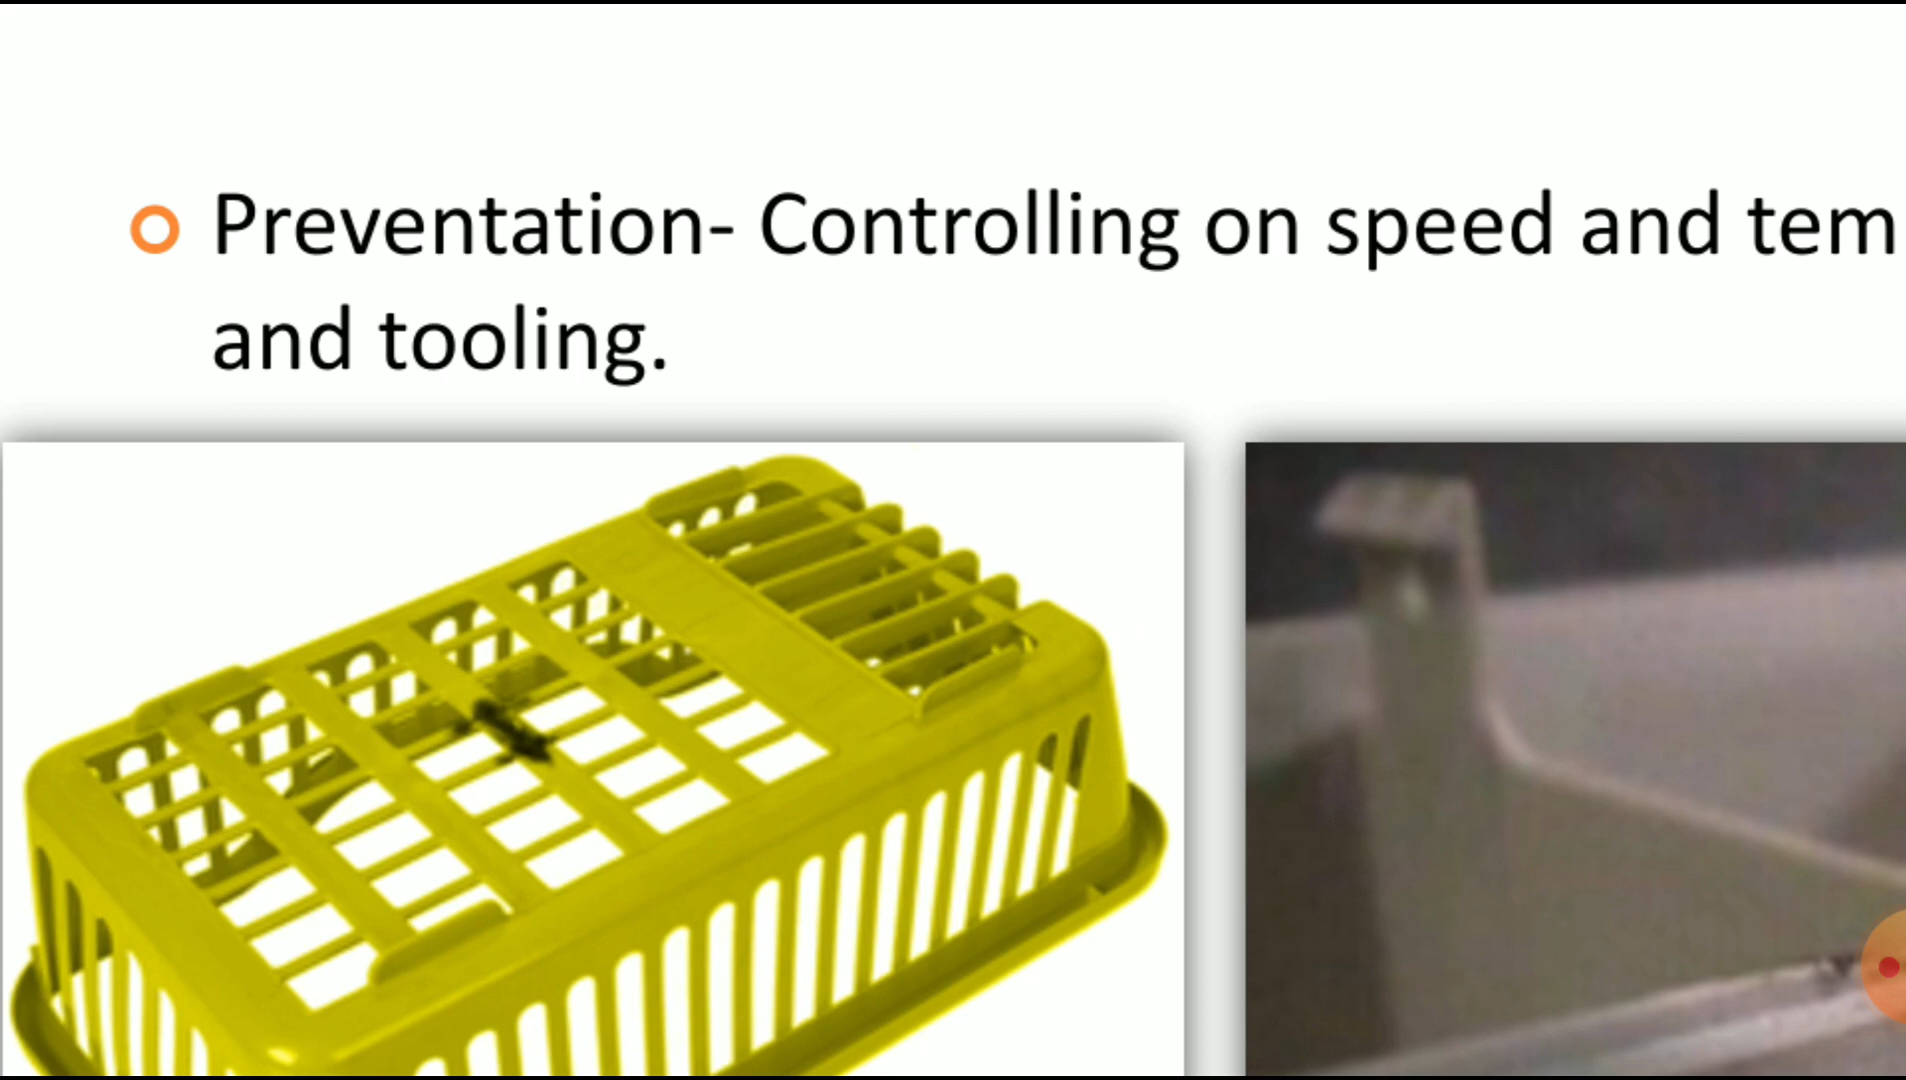 Preventation- Controlling on speed and tem
and tooling.